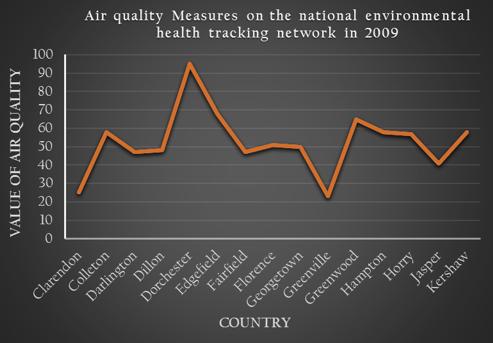 Air quality Measures on the national environmental
health tracking network in 2009
VALUE OF AIR QUALITY
100
90
80
70
60
50
40
30
20
10
0
Clarendon
Colleton
Darlington
Dillon
Dorchester
Edgefield
Fairfield
Florence
Georgetown
Greenville
Greenwood
Hampton
Horry
Jasper
Kershaw
COUNTRY